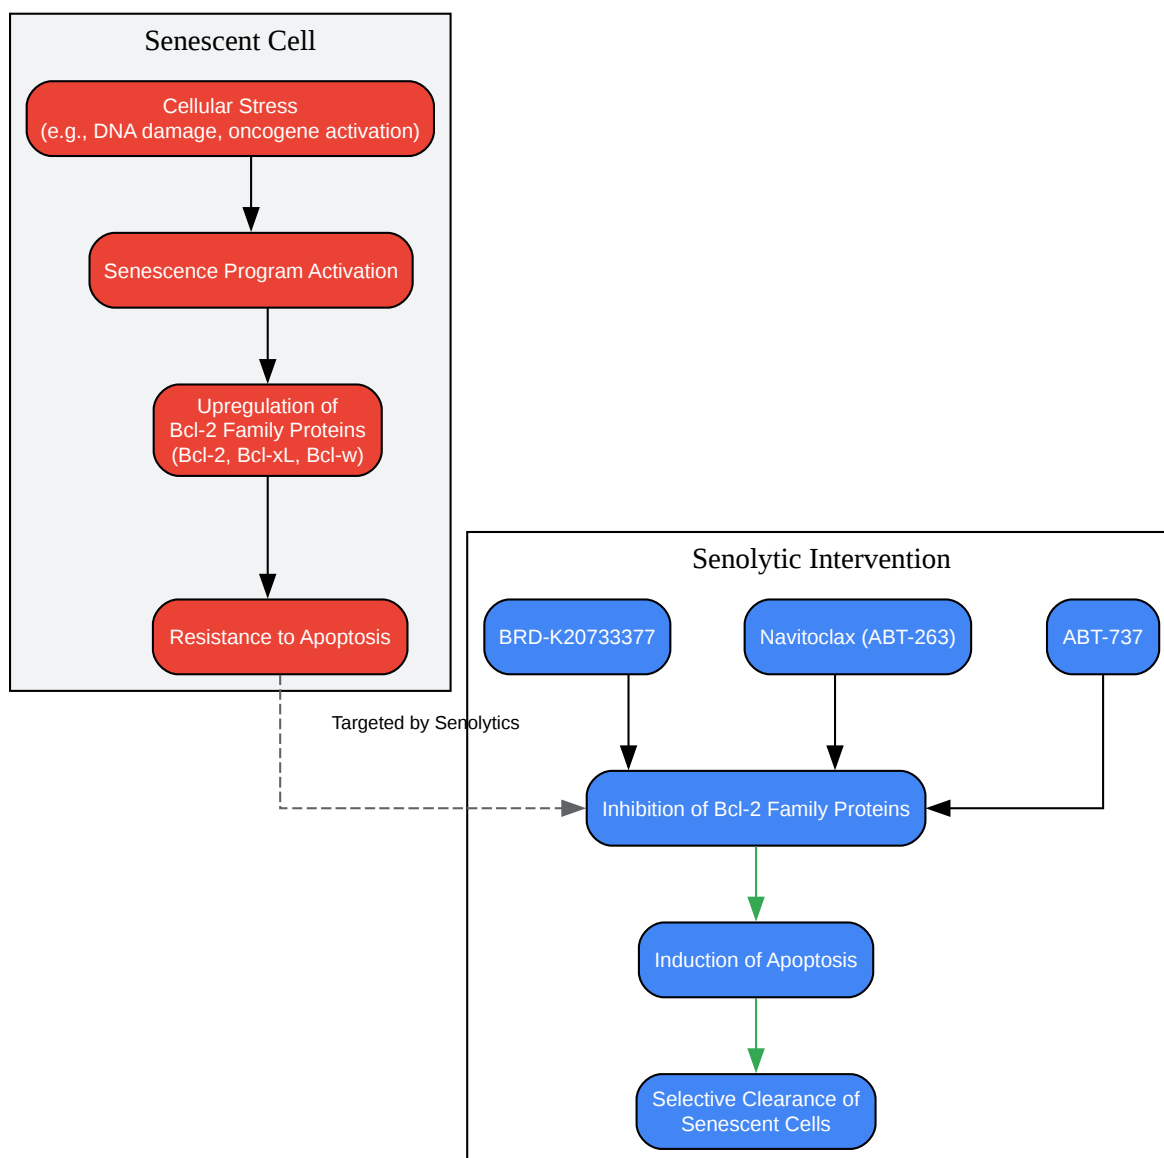 Senescent Cell
Cellular Stress
(e.g., DNA damage, oncogene activation)
Senescence Program Activation
Upregulation of
Bcl-2 Family Proteins
(Bcl-2, Bcl-xL, Bcl-w)
Resistance to Apoptosis
Targeted by Senolytics
Senolytic Intervention
BRD-K20733377
Navitoclax (ABT-263)
ABT-737
Inhibition of Bcl-2 Family Proteins
Induction of Apoptosis
Selective Clearance of
Senescent Cells